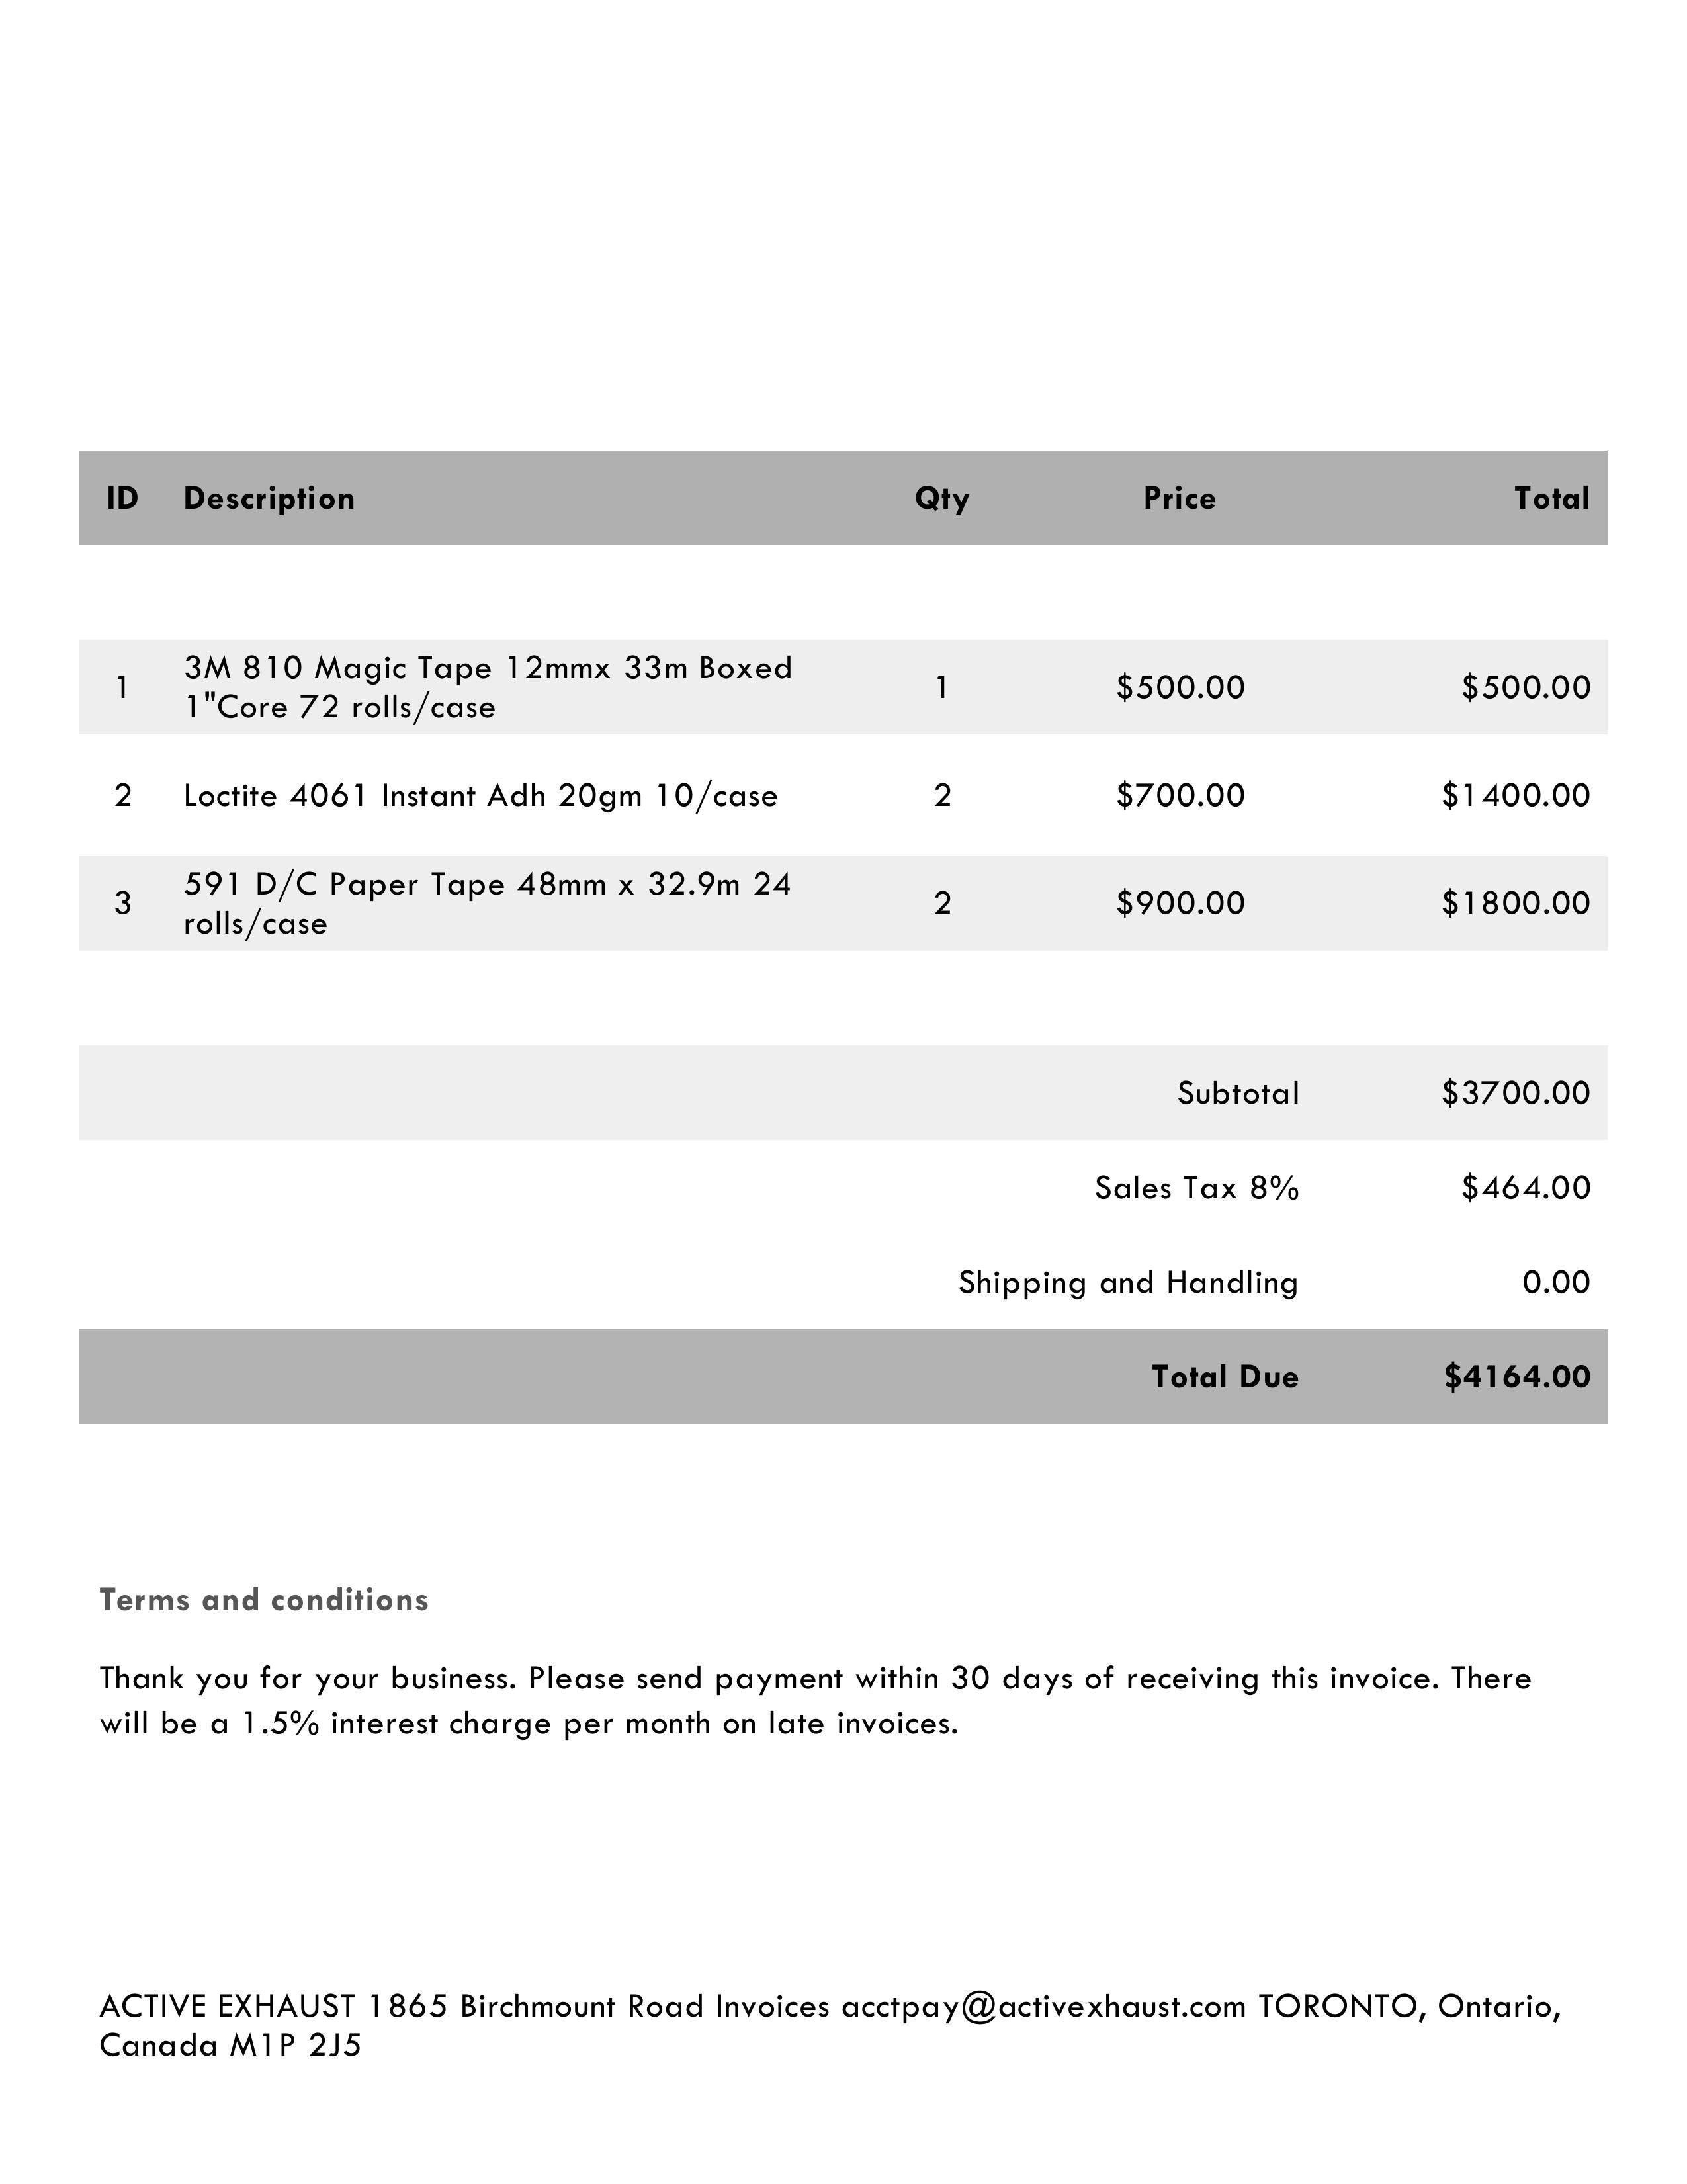 ID Description Qty Price Total
3M 810 Magic Tape 12mmx 33m Boxed
1 1 $500.00 $500.00
1"Core 72 rolls/case
2 Loctite 4061 Instant Adh 20gm 10/case 2 $700.00 $1400.00
591 D/C Paper Tape 48mm x 32.9m 24
3 2 $900.00 $1800.00
rolls/case
Subtotal $3700.00
Sales Tax 8% $464.00
Shipping and Handling 0.00
Total Due $4164.00
Terms and conditions
Thank you for your business. Please send payment within 30 days of receiving this invoice. There
will be a 1.5% interest charge per month on late invoices.
ACTIVE EXHAUST 1865 Birchmount Road Invoices acctpay@activexhaust.com TORONTO, Ontario,
Canada M1P 2J5